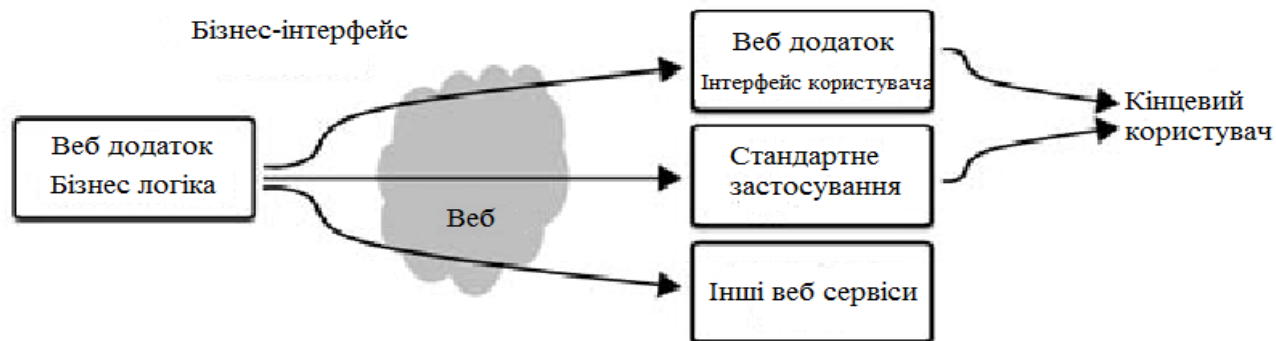 Бізнес-інтерфейс
Веб додаток
Бізнес логіка
Веб
Веб додаток
Інтерфейс користувача
Стандартне
застосування
Інші веб сервіси
Кінцевий
користувач